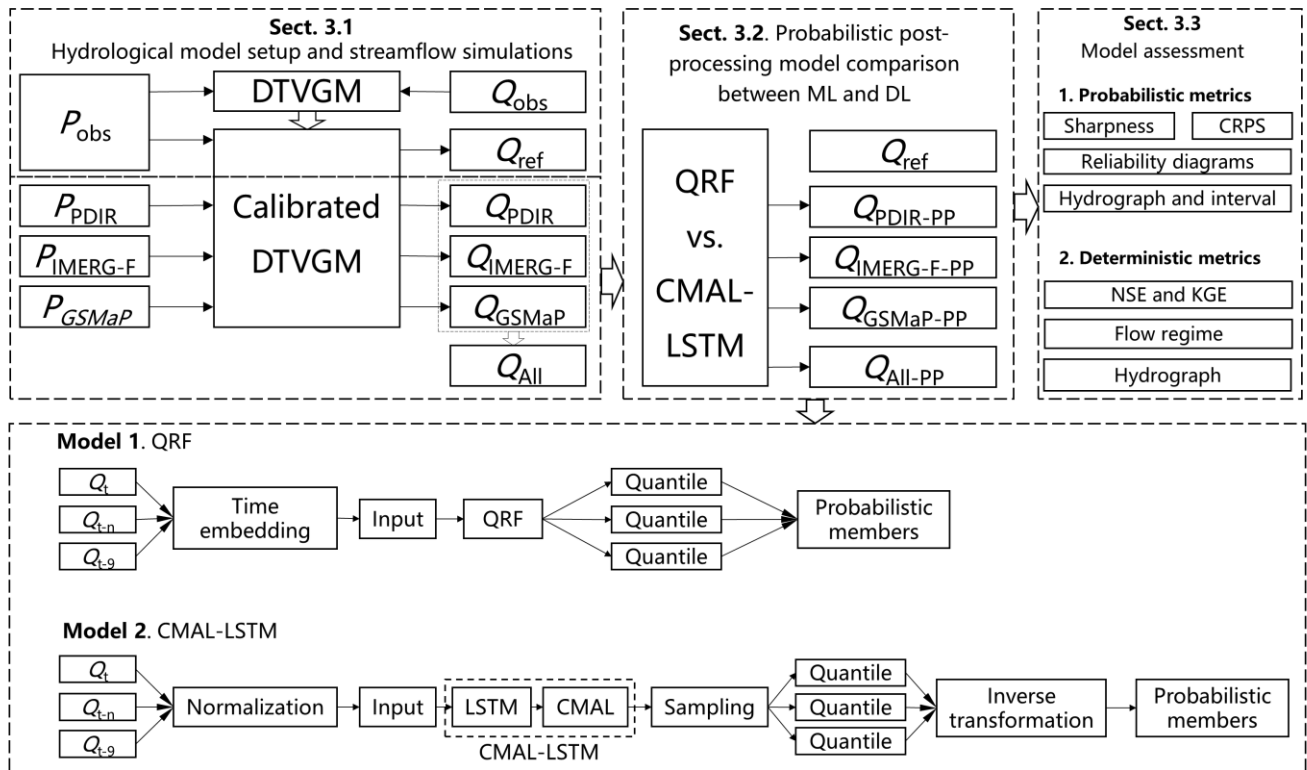 Sect. 3.1
Hydrological model setup and streamflow simulations
P_obs
DTVGM
Q_obs
Q_ref
Calibrated
DTVGM
P_PDIR
Q_PDIR
P_IMERG-F
Q_IMERG-F
P_GSMaP
Q_GSMaP
Q_All
Sect. 3.2. Probabilistic post-
processing model comparison
between ML and DL
QRF
vs.
CMAL-
LSTM
Q_ref
Q_PDIR-PP
Q_IMERG-F-PP
Q_GSMaP-PP
Q_All-PP
Sect. 3.3
Model assessment
1. Probabilistic metrics
Sharpness CRPS
Reliability diagrams
Hydrograph and interval
2. Deterministic metrics
NSE and KGE
Flow regime
Hydrograph
Model 1. QRF
Q_t
Q_t-n
Q_t-9
Time
embedding
Input
QRF
Quantile
Quantile
Quantile
Probabilistic
members
Model 2. CMAL-LSTM
Q_t
Q_t-n
Q_t-9
Normalization
Input
LSTM
CMAL
CMAL-LSTM
Sampling
Quantile
Quantile
Quantile
Inverse
transformation
Probabilistic
members